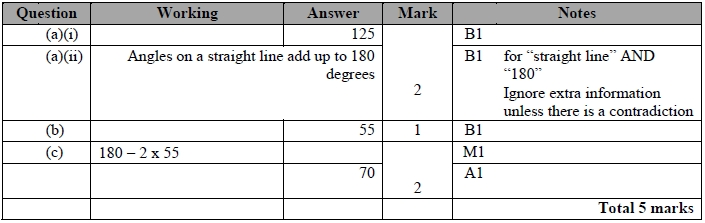 Question Working Answer Mark Notes
(a)(i) 125 B1
(a)(ii) Angles on a straight line add up to 180 B1 for “straight line” AND
degrees “180”
2 Ignore extra information
unless there is a contradiction
(b) 55 1 B1
(c) 180 – 2 x 55 M1
70 A1
2
Total 5 marks